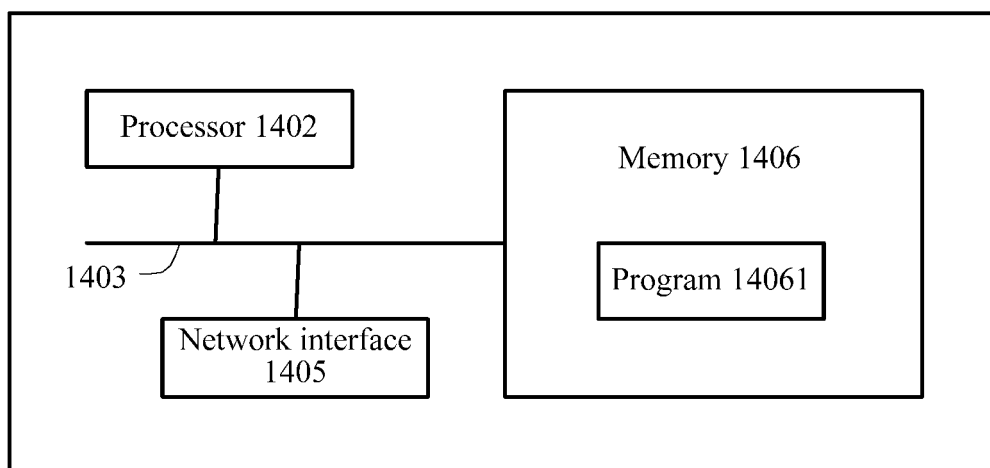 Processor 1402
Memory 1406
1403
Program 14061
Network interface
1405